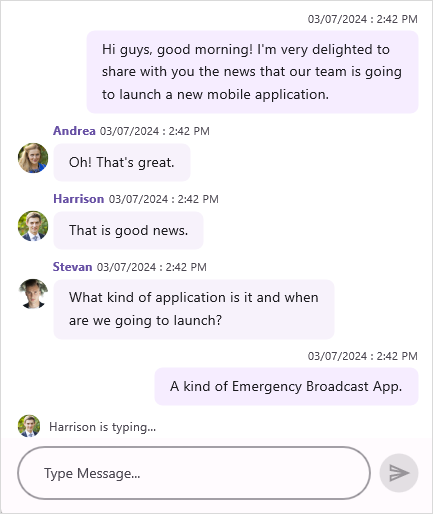 03/07/2024 : 2:42 PM
Hi guys, good morning! I'm very delighted to
share with you the news that our team is going
to launch a new mobile application.
Andrea 03/07/2024 : 2:42 PM
Oh! That's great.
Harrison 03/07/2024 : 2:42 PM
That is good news.
Stevan 03/07/2024 : 2:42 PM
What kind of application is it and when
are we going to launch?
03/07/2024 : 2:42 PM
A kind of Emergency Broadcast App.
Harrison is typing...
Type Message...